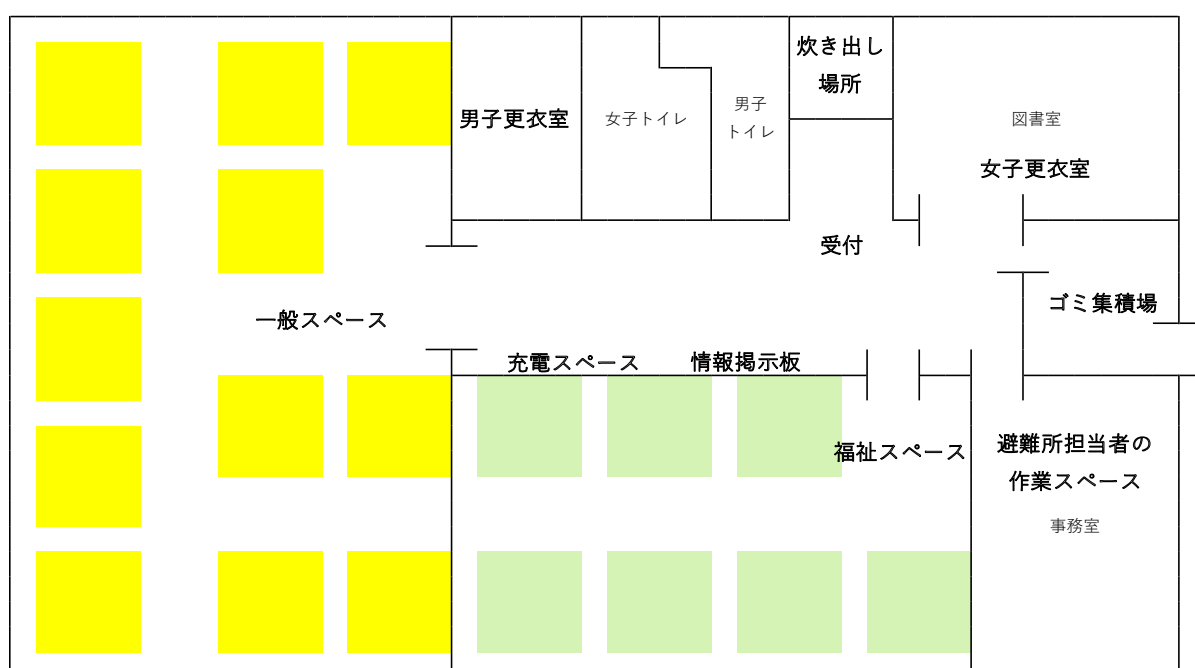 炊き出し
場所
男子更衣室
女子トイレ
男子
トイレ
図書室
女子更衣室
受付
ゴミ集積場
一般スペース
充電スペース
情報掲示板
福祉スペース
避難所担当者の
作業スペース
事務室